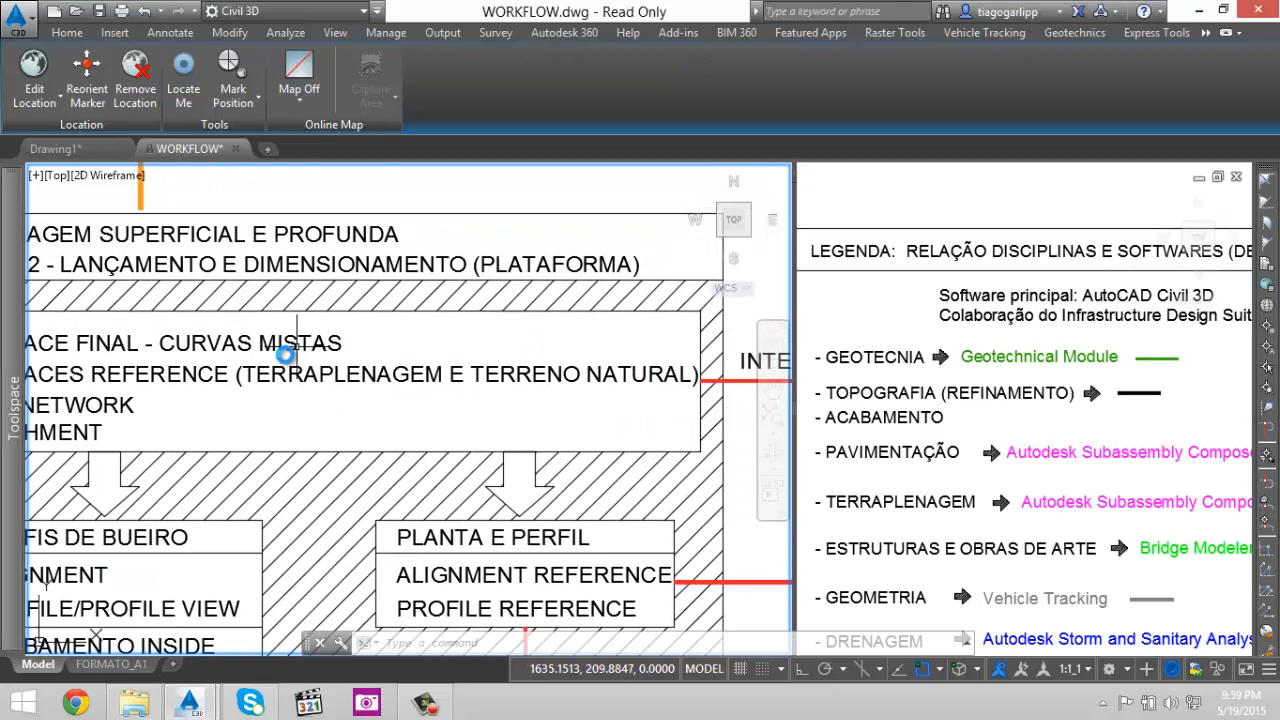 Civil 3D
WORKFLOW.dwg - Read Only
Type a keyword or phrase
tiagogarlipp
C3D
Home Insert Annotate Modify Analyze View Manage Output Survey Autodesk 360 Help Add-ins BIM 360 Featured Apps Raster Tools Vehicle Tracking Geotechnics Express Tools
Edit Location
Reorient Marker
Remove Location
Locate Me
Mark Position
Map Off
Capture Area
Location Tools Online Map
Drawing1*
WORKFLOW*
[+][Top][2D Wireframe]
Toolspace
N
W TOP E
S
WCS
AGEM SUPERFICIAL E PROFUNDA
2 - LANÇAMENTO E DIMENSIONAMENTO (PLATAFORMA)
ACE FINAL - CURVAS MISTAS
ACES REFERENCE (TERRAPLENAGEM E TERRENO NATURAL)
NETWORK
HMENT
INTE
FIS DE BUEIRO
GNMENT
FILE/PROFILE VIEW
BAMENTO INSIDE
PLANTA E PERFIL
ALIGNMENT REFERENCE
PROFILE REFERENCE
LEGENDA: RELAÇÃO DISCIPLINAS E SOFTWARES (DE
Software principal: AutoCAD Civil 3D
Colaboração do Infrastructure Design Suit
- GEOTECNIA Geotechnical Module
- TOPOGRAFIA (REFINAMENTO)
- ACABAMENTO
- PAVIMENTAÇÃO Autodesk Subassembly Compose
- TERRAPLENAGEM Autodesk Subassembly Compo
- ESTRUTURAS E OBRAS DE ARTE Bridge Modeler
- GEOMETRIA Vehicle Tracking
- DRENAGEM Autodesk Storm and Sanitary Analys
Type a command
Model FORMATO_A1
1635.1513, 209.8847, 0.0000 MODEL
1:1_1
321
C3D
9:59 PM
5/19/2015